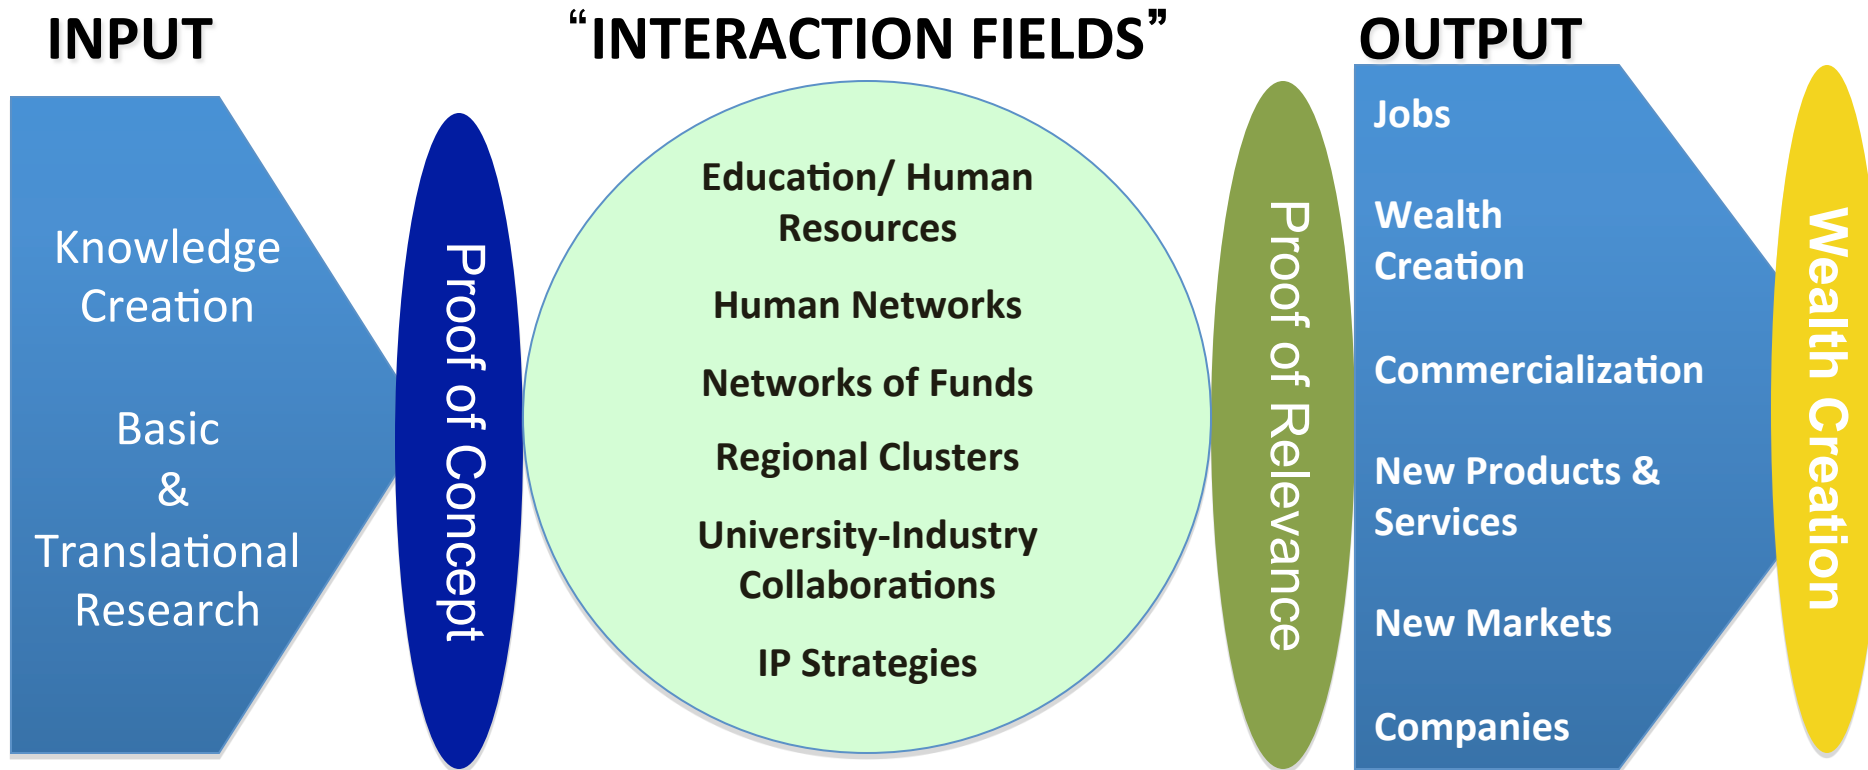 INPUT
Knowledge
Creation
Basic
&
Translational
Research
Proof of Concept
“INTERACTION FIELDS”
Education/ Human
Resources
Human Networks
Networks of Funds
Regional Clusters
University-Industry
Collaborations
IP Strategies
Proof of Relevance
OUTPUT
Jobs
Wealth
Creation
Commercialization
New Products &
Services
New Markets
Companies
Wealth Creation